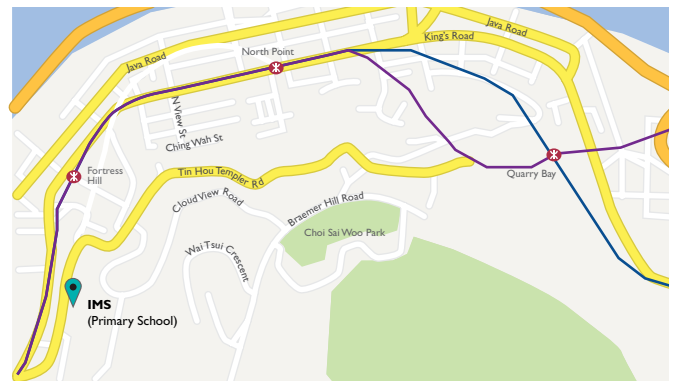 Java Road
King's Road
Java Road
North Point
N View St
Ching Wah St
Fortress
Hill
Tin Hou Templer Rd
Cloud View Road
Braemer Hill Road
Quarry Bay
Choi Sai Woo Park
Wai Tsui Crescent
IMS
(Primary School)